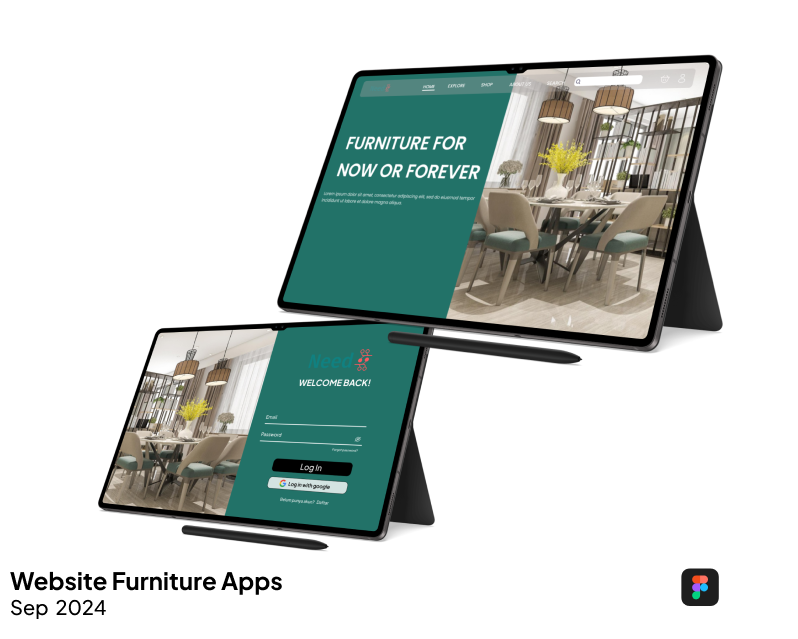 HOME EXPLORE SHOP ABOUT US SEARCH
FURNITURE FOR
NOW OR FOREVER
Lorem ipsum dolor sit amet, consectetur adipiscing elit, sed do eiusmod tempor
incididunt ut labore et dolore magna aliqua.
Need
WELCOME BACK!
Email
Password
Forgot password?
Log In
Log in with google
Belum punya akun? Daftar
Website Furniture Apps
Sep 2024